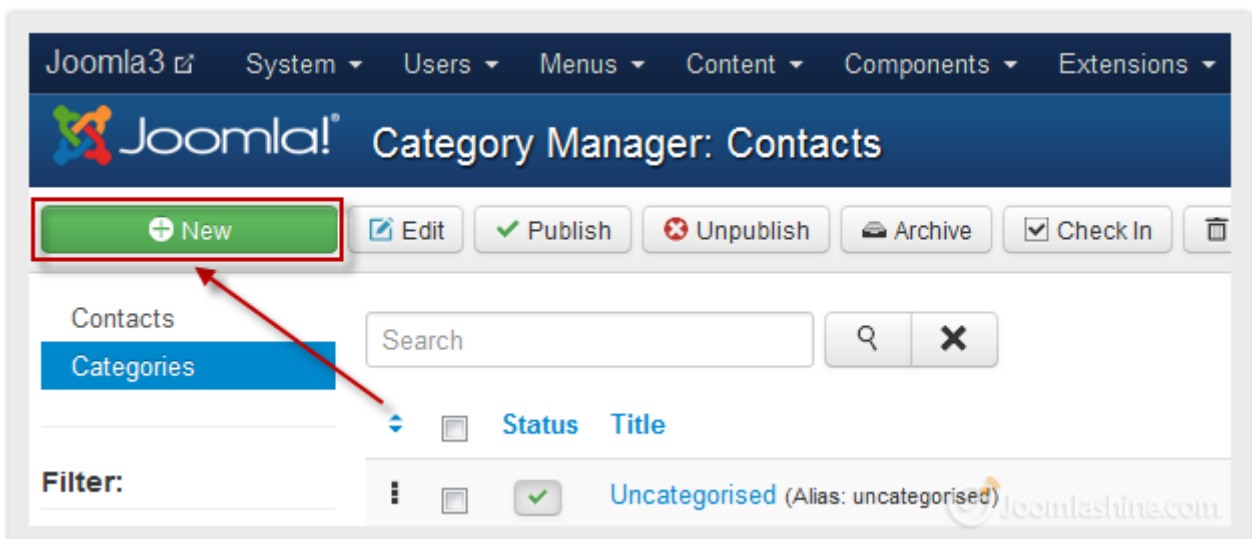 Joomla3 System Users Menus Content Components Extensions
Joomla!® Category Manager: Contacts
New Edit Publish Unpublish Archive Check In
Contacts
Categories
Search
Status Title
Filter:
Uncategorised (Alias: uncategorised)
Joomlashine.com